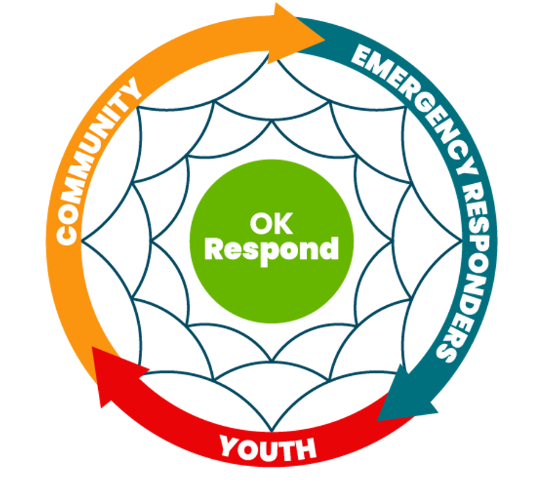 COMMUNITY
EMERGENCY RESPONDERS
OK
Respond
YOUTH